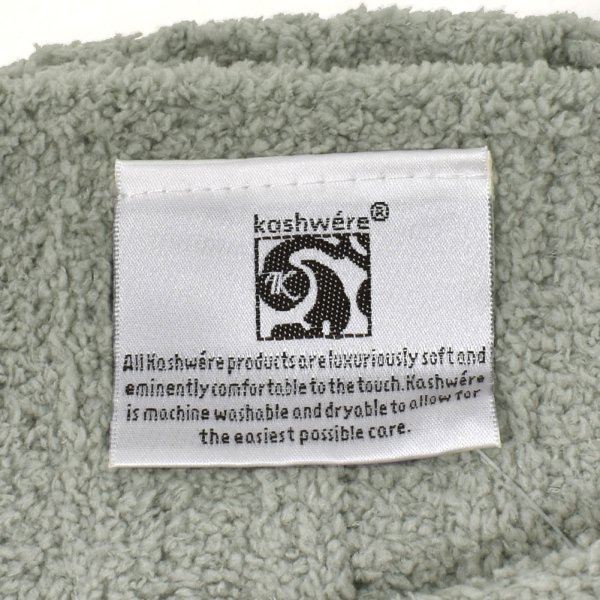 kashwére®
K
All Kashwére products are luxuriously soft and
eminently comfortable to the touch. Kashwére
is machine washable and dryable to allow for
the easiest possible care.